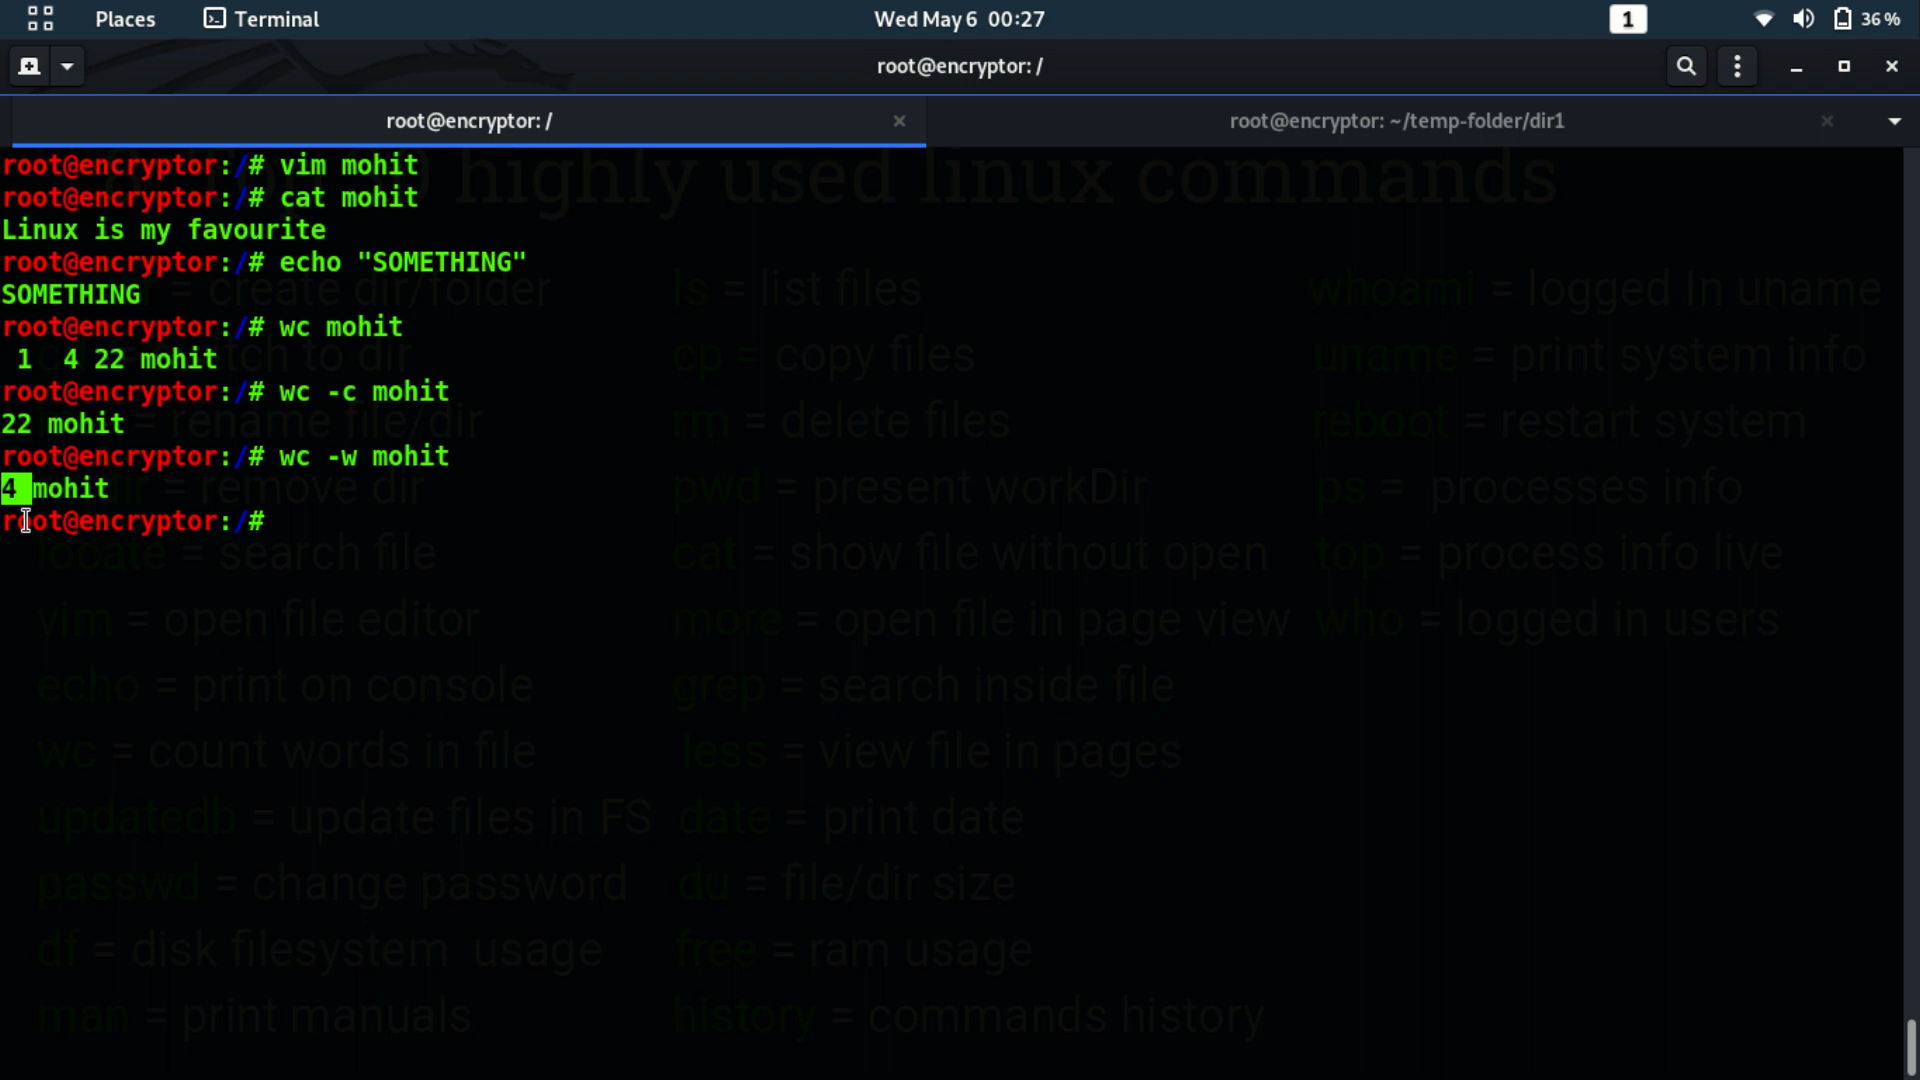 Places Terminal Wed May 6 00:27 1 36 %
root@encryptor: /
root@encryptor: / root@encryptor: ~/temp-folder/dir1
root@encryptor:/# vim mohit
root@encryptor:/# cat mohit
Linux is my favourite
root@encryptor:/# echo "SOMETHING"
SOMETHING
root@encryptor:/# wc mohit
1 4 22 mohit
root@encryptor:/# wc -c mohit
22 mohit
root@encryptor:/# wc -w mohit
4 mohit
root@encryptor:/#
highly used linux commands
= create dir/folder ls = list files whoami = logged In uname
to dir cp = copy files uname = print system info
= rename file/dir rm = delete files reboot = restart system
= remove dir pwd = present workDir ps = processes info
locate = search file cat = show file without open top = process info live
vim = open file editor more = open file in page view who = logged in users
echo = print on console grep = search inside file
wc = count words in file less = view file in pages
updatedb = update files in FS date = print date
passwd = change password du = file/dir size
df = disk filesystem usage free = ram usage
man = print manuals history = commands history